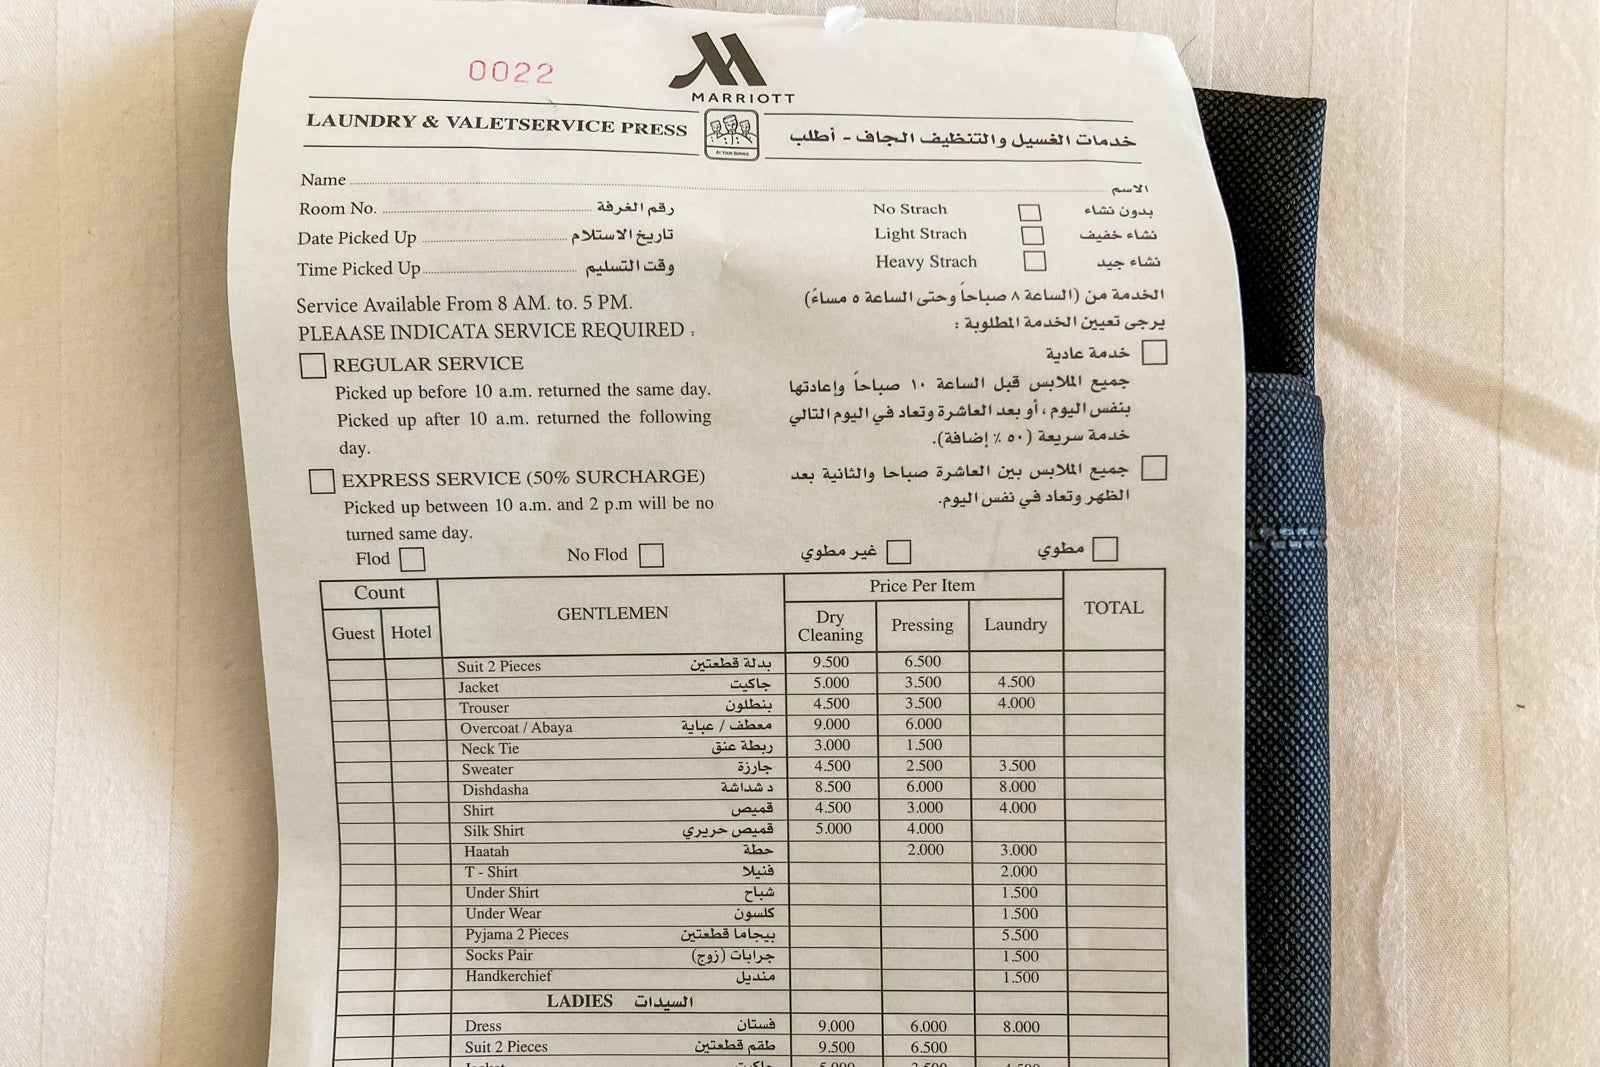 0022
MARRIOTT
LAUNDRY & VALETSERVICE PRESS
At Your Service
خدمات الغسيل والتنظيف الجاف - أطلب
Name الاسم
Room No. رقم الغرفة
No Strach بدون نشاء
Date Picked Up تاريخ الاستلام
Light Strach نشاء خفيف
Time Picked Up وقت التسليم
Heavy Strach نشاء جيد
Service Available From 8 AM. to. 5 PM.
الخدمة من (الساعة ٨ صباحاً وحتى الساعة ٥ مساءً)
PLEAASE INDICATA SERVICE REQUIRED :
يرجى تعيين الخدمة المطلوبة :
REGULAR SERVICE
Picked up before 10 a.m. returned the same day.
Picked up after 10 a.m. returned the following
day.
خدمة عادية
جميع الملابس قبل الساعة ١٠ صباحاً وإعادتها
بنفس اليوم ، أو بعد العاشرة وتعاد في اليوم التالي
خدمة سريعة (٥٠ ٪ إضافة).
EXPRESS SERVICE (50% SURCHARGE)
Picked up between 10 a.m. and 2 p.m will be no
turned same day.
جميع الملابس بين العاشرة صباحا والثانية بعد
الظهر وتعاد في نفس اليوم.
Flod No Flod غير مطوي مطوي
Count GENTLEMEN Price Per Item TOTAL
Guest Hotel Dry Cleaning Pressing Laundry
Suit 2 Pieces بدلة قطعتين 9.500 6.500
Jacket جاكيت 5.000 3.500 4.500
Trouser بنطلون 4.500 3.500 4.000
Overcoat / Abaya معطف / عباية 9.000 6.000
Neck Tie ربطة عنق 3.000 1.500
Sweater جارزة 4.500 2.500 3.500
Dishdasha دشداشة 8.500 6.000 8.000
Shirt قميص 4.500 3.000 4.000
Silk Shirt قميص حريري 5.000 4.000
Haatah حطة 2.000 3.000
T - Shirt فنيلا 2.000
Under Shirt شباح 1.500
Under Wear كلسون 1.500
Pyjama 2 Pieces بيجاما قطعتين 5.500
Socks Pair جرابات (زوج) 1.500
Handkerchief منديل 1.500
LADIES السيدات
Dress فستان 9.000 6.000 8.000
Suit 2 Pieces طقم قطعتين 9.500 6.500
Jacket جاكيت 5.000 3.500 4.500